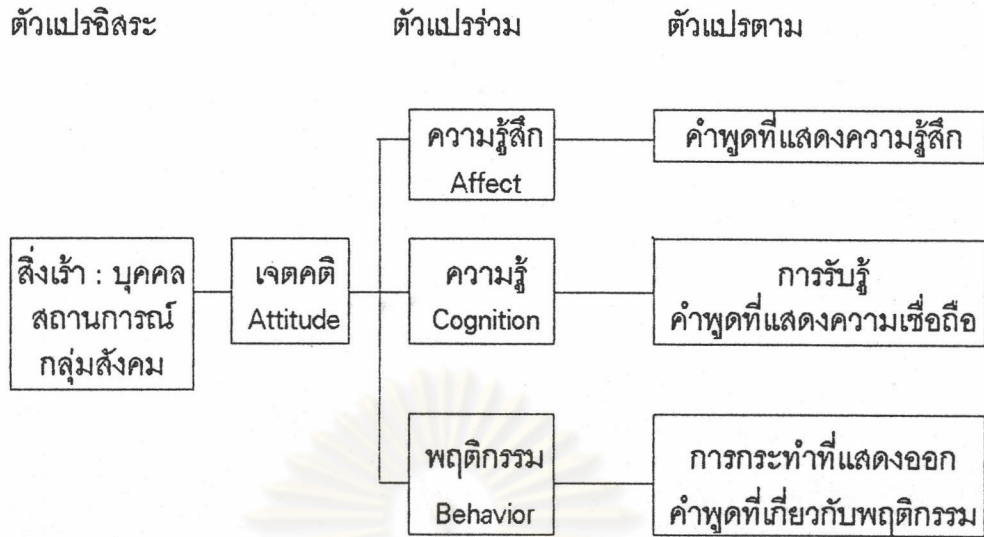 ตัวแปรอิสระ ตัวแปรร่วม ตัวแปรตาม
ความรู้สึก
Affect
คำพูดที่แสดงความรู้สึก
สิ่งเร้า : บุคคล
สถานการณ์
กลุ่มสังคม
เจตคติ
Attitude
ความรู้
Cognition
การรับรู้
คำพูดที่แสดงความเชื่อถือ
พฤติกรรม
Behavior
การกระทำที่แสดงออก
คำพูดที่เกี่ยวกับพฤติกรรม